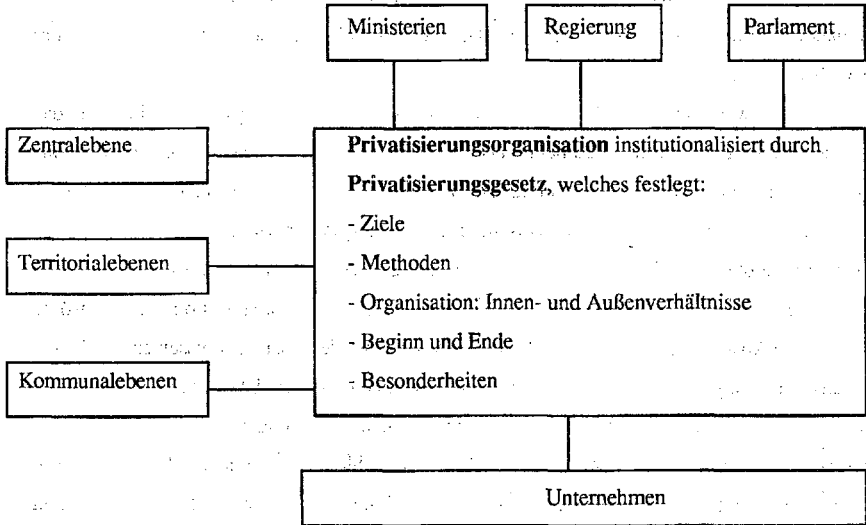 Ministerien
Regierung
Parlament
Zentralebene
Territorialebenen
Kommunalebenen
Privatisierungsorganisation institutionalisiert durch
Privatisierungsgesetz, welches festlegt:
- Ziele
- Methoden
- Organisation: Innen- und Außenverhältnisse
- Beginn und Ende
- Besonderheiten
Unternehmen